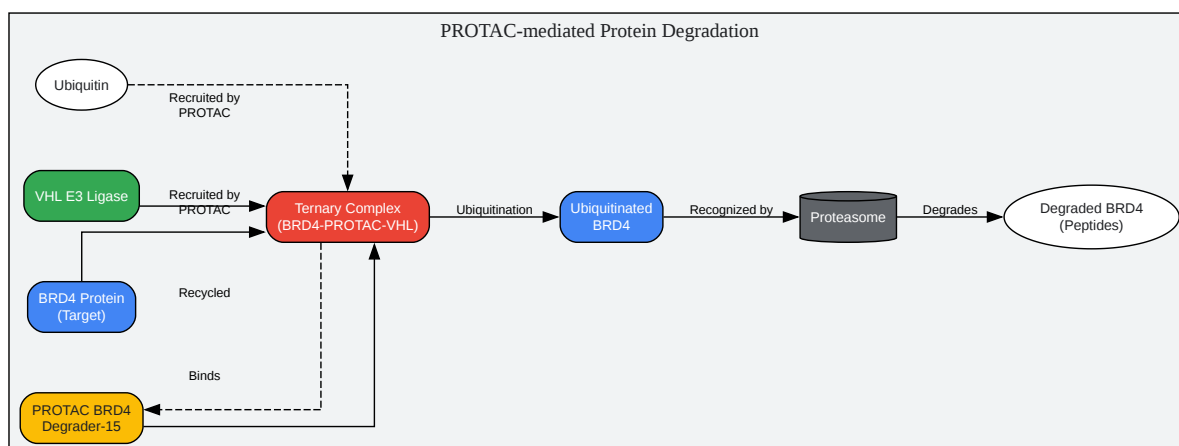 PROTAC-mediated Protein Degradation
Ubiquitin
Recruited by
PROTAC
VHL E3 Ligase
Recruited by
PROTAC
Ternary Complex
(BRD4-PROTAC-VHL)
Ubiquitination
Ubiquitinated
BRD4
Recognized by
Proteasome
Degrades
Degraded BRD4
(Peptides)
BRD4 Protein
(Target)
Recycled
Binds
PROTAC BRD4
Degrader-15